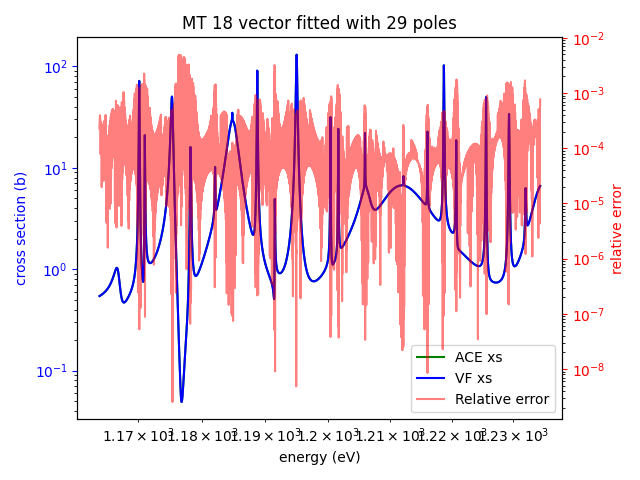 MT 18 vector fitted with 29 poles
cross section (b)
10²
10¹
10⁰
10⁻¹
10⁻²
10⁻³
10⁻⁴
10⁻⁵
10⁻⁶
10⁻⁷
10⁻⁸
relative error
ACE xs
VF xs
Relative error
1.17 × 10³ 1.18 × 10³ 1.19 × 10³ 1.2 × 10³ 1.21 × 10³ 1.22 × 10³ 1.23 × 10³
energy (eV)